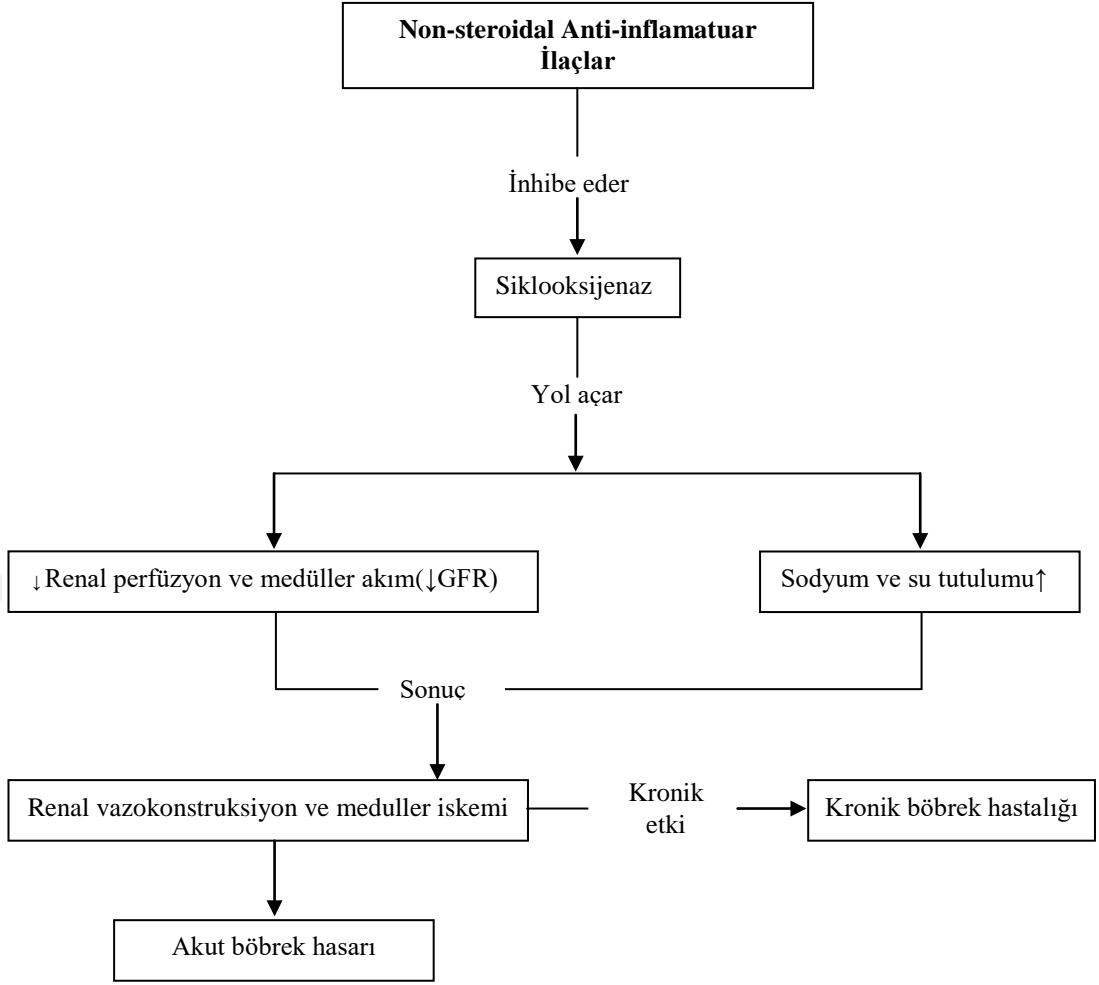 Non-steroidal Anti-inflamatuar
İlaçlar
İnhibe eder
Siklooksijenaz
Yol açar
↓Renal perfüzyon ve medüller akım(↓GFR)
Sodyum ve su tutulumu↑
Sonuç
Renal vazokonstruksiyon ve meduller iskemi
Kronik
etki
Kronik böbrek hastalığı
Akut böbrek hasarı